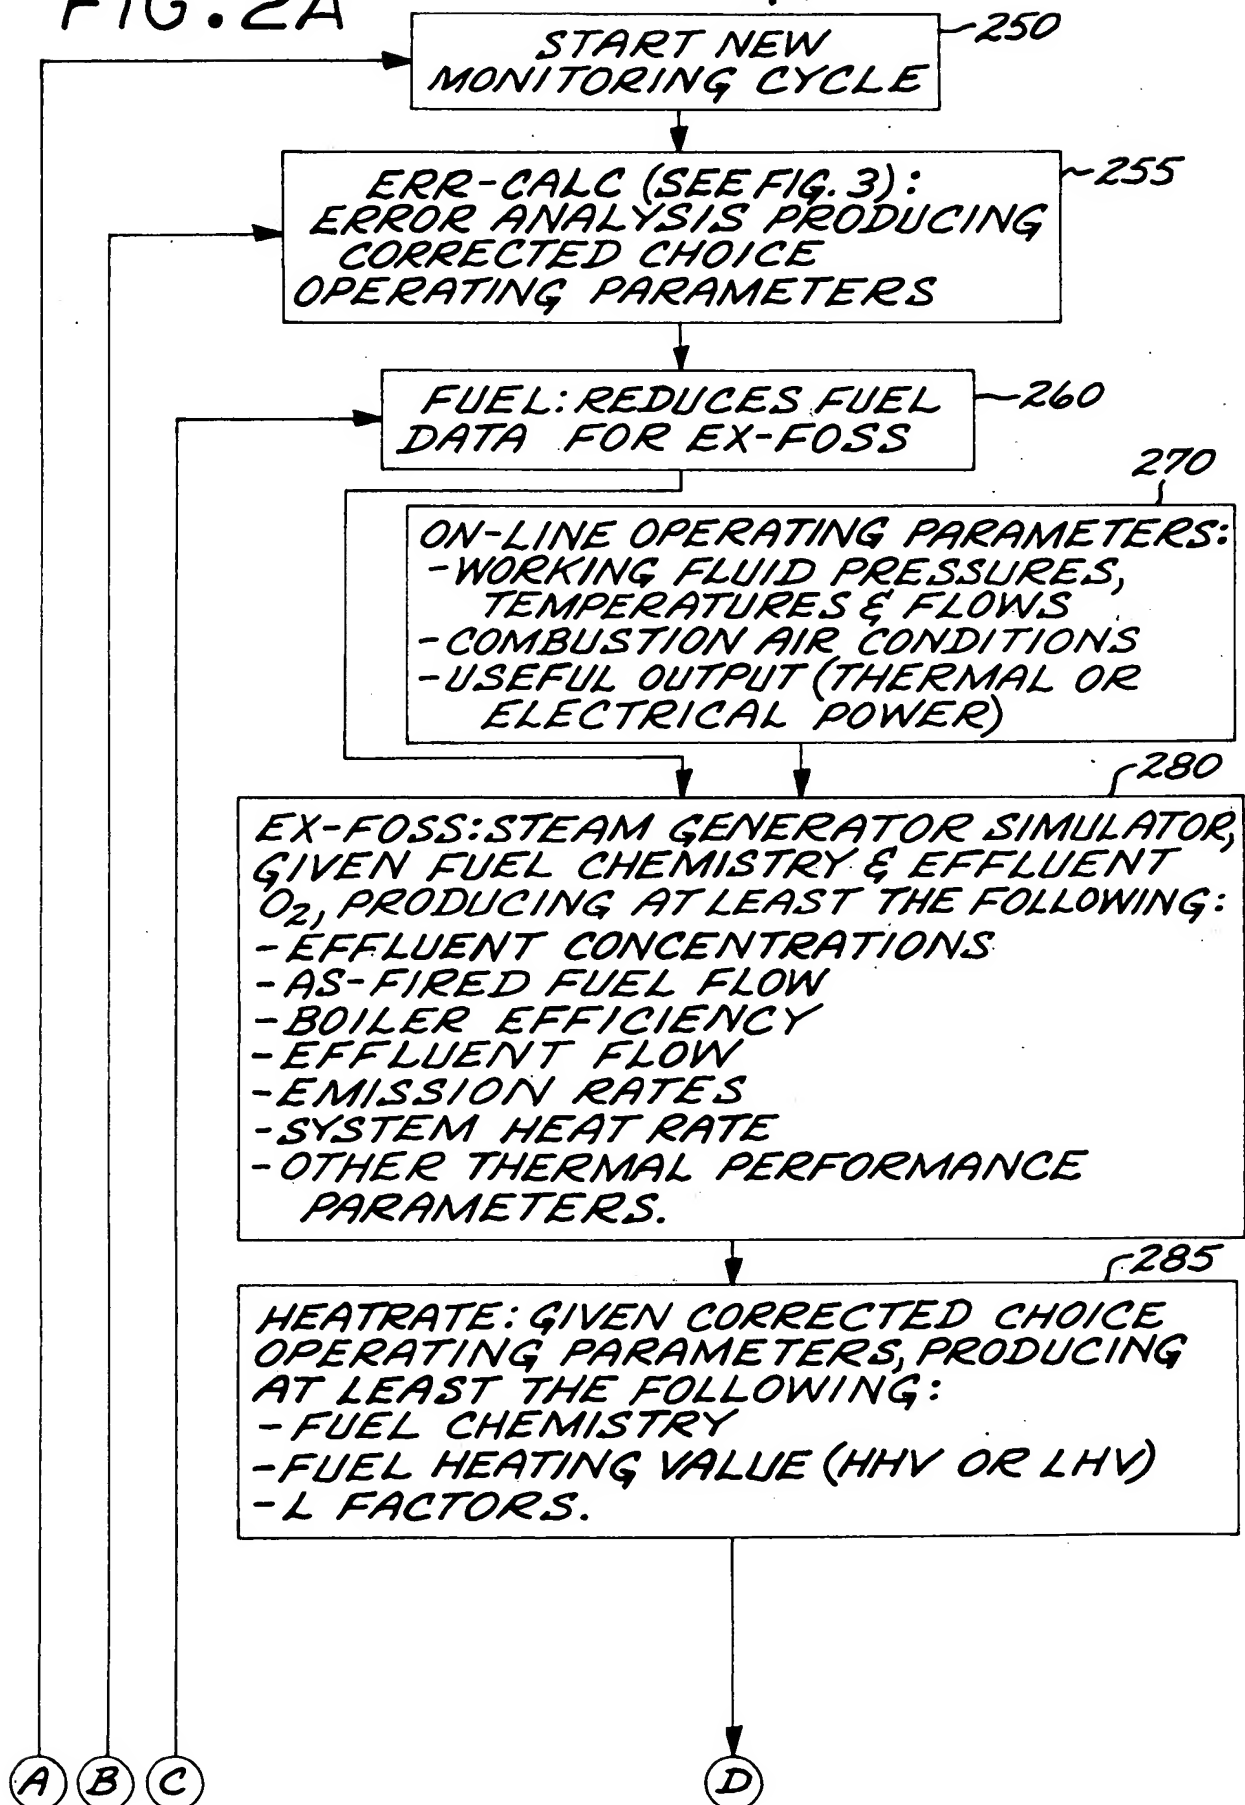 FIG. 2A
250
START NEW
MONITORING CYCLE
255
ERR-CALC (SEE FIG. 3):
ERROR ANALYSIS PRODUCING
CORRECTED CHOICE
OPERATING PARAMETERS
260
FUEL: REDUCES FUEL
DATA FOR EX-FOSS
270
ON-LINE OPERATING PARAMETERS:
-WORKING FLUID PRESSURES,
TEMPERATURES & FLOWS
-COMBUSTION AIR CONDITIONS
-USEFUL OUTPUT (THERMAL OR
ELECTRICAL POWER)
280
EX-FOSS: STEAM GENERATOR SIMULATOR,
GIVEN FUEL CHEMISTRY & EFFLUENT
O₂, PRODUCING AT LEAST THE FOLLOWING:
-EFFLUENT CONCENTRATIONS
-AS-FIRED FUEL FLOW
-BOILER EFFICIENCY
-EFFLUENT FLOW
-EMISSION RATES
-SYSTEM HEAT RATE
-OTHER THERMAL PERFORMANCE
PARAMETERS.
285
HEATRATE: GIVEN CORRECTED CHOICE
OPERATING PARAMETERS, PRODUCING
AT LEAST THE FOLLOWING:
-FUEL CHEMISTRY
-FUEL HEATING VALUE (HHV OR LHV)
-L FACTORS.
A B C D